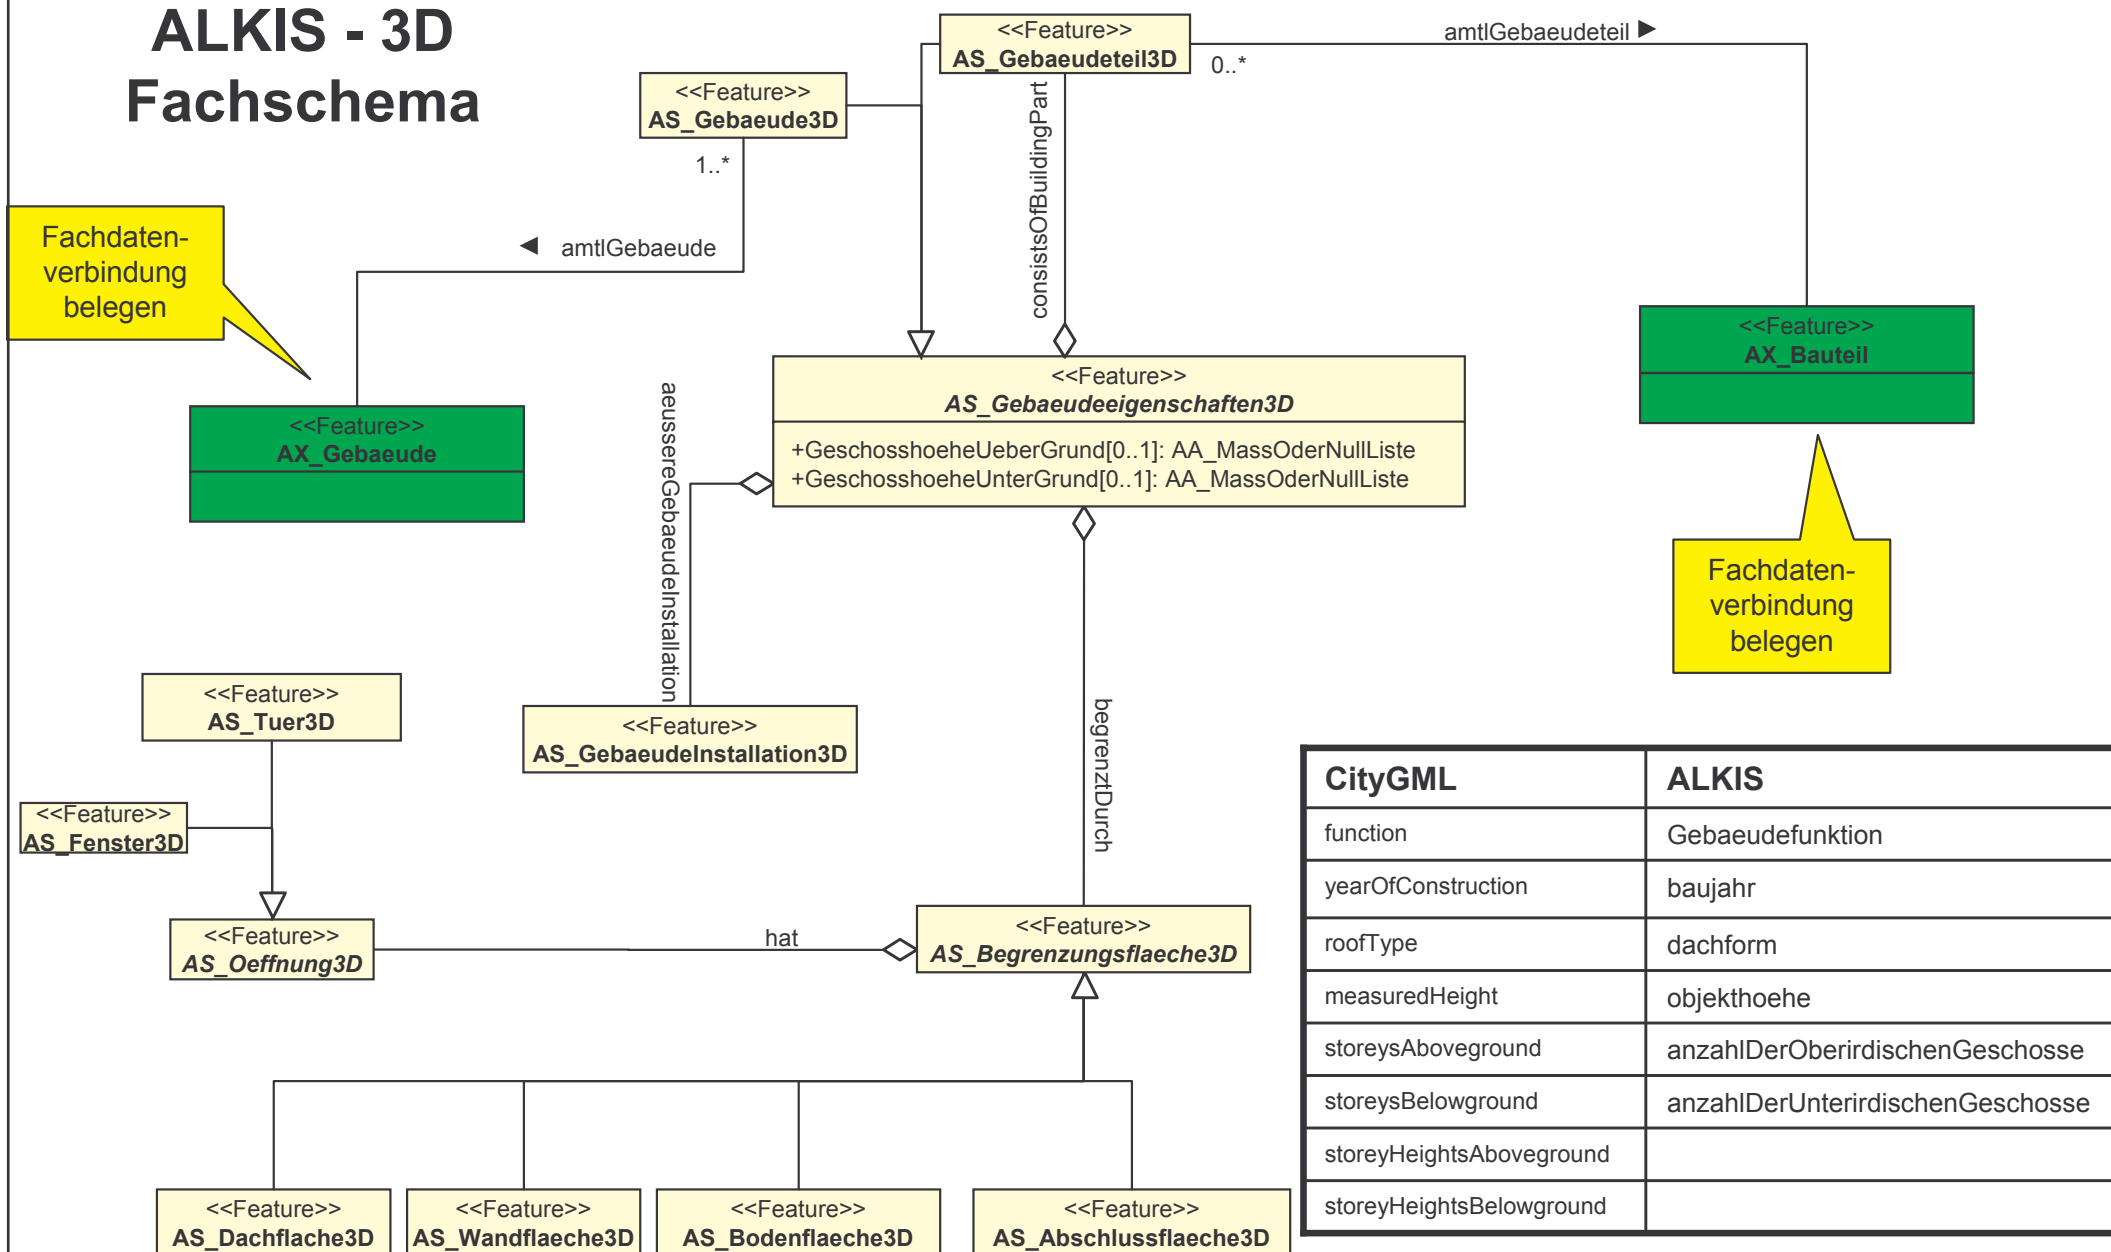 ALKIS - 3D
Fachschema
<<Feature>>
AS_Gebaeudeteil3D
0..*
amtlGebaeudeteil ►
<<Feature>>
AS_Gebaeude3D
1..*
◄ amtlGebaeude
consistsOfBuildingPart
Fachdaten-
verbindung
belegen
<<Feature>>
AX_Gebaeude
<<Feature>>
AS_Gebaeudeeigenschaften3D
+GeschosshoeheUeberGrund[0..1]: AA_MassOderNullListe
+GeschosshoeheUnterGrund[0..1]: AA_MassOderNullListe
<<Feature>>
AX_Bauteil
Fachdaten-
verbindung
belegen
aeussereGebaeudeInstallation
<<Feature>>
AS_GebaeudeInstallation3D
begrenztDurch
<<Feature>>
AS_Tuer3D
<<Feature>>
AS_Fenster3D
<<Feature>>
AS_Oeffnung3D
hat
<<Feature>>
AS_Begrenzungsflaeche3D
<<Feature>>
AS_Dachflache3D
<<Feature>>
AS_Wandflaeche3D
<<Feature>>
AS_Bodenflaeche3D
<<Feature>>
AS_Abschlussflaeche3D
CityGML ALKIS
function Gebaeudefunktion
yearOfConstruction baujahr
roofType dachform
measuredHeight objekthoehe
storeysAboveground anzahlDerOberirdischenGeschosse
storeysBelowground anzahlDerUnterirdischenGeschosse
storeyHeightsAboveground
storeyHeightsBelowground